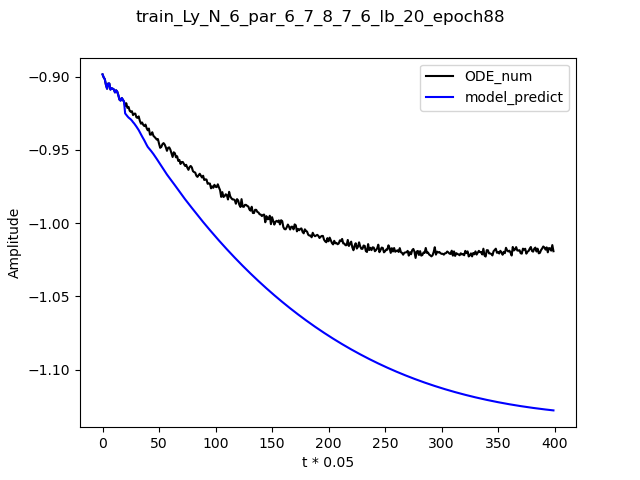 train_Ly_N_6_par_6_7_8_7_6_lb_20_epoch88
ODE_num
model_predict
−0.90
−0.95
−1.00
−1.05
−1.10
Amplitude
0 50 100 150 200 250 300 350 400
t * 0.05